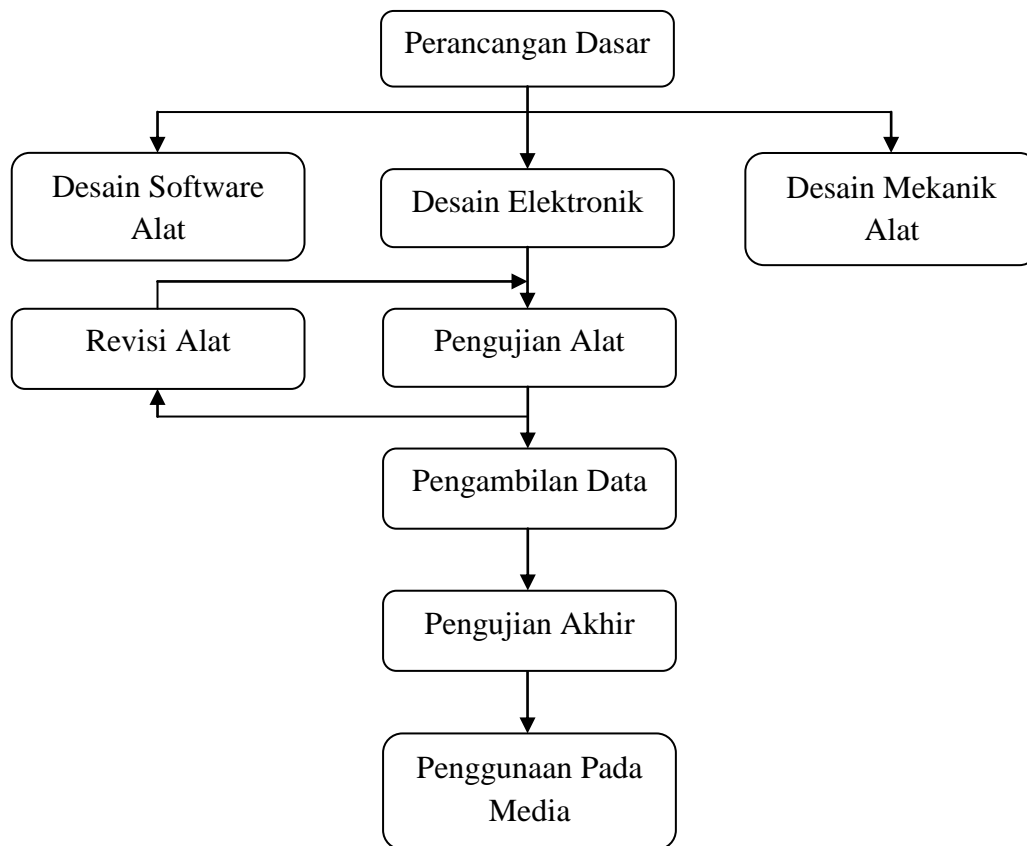 Perancangan Dasar
Desain Software
Alat
Desain Elektronik
Desain Mekanik
Alat
Revisi Alat
Pengujian Alat
Pengambilan Data
Pengujian Akhir
Penggunaan Pada
Media